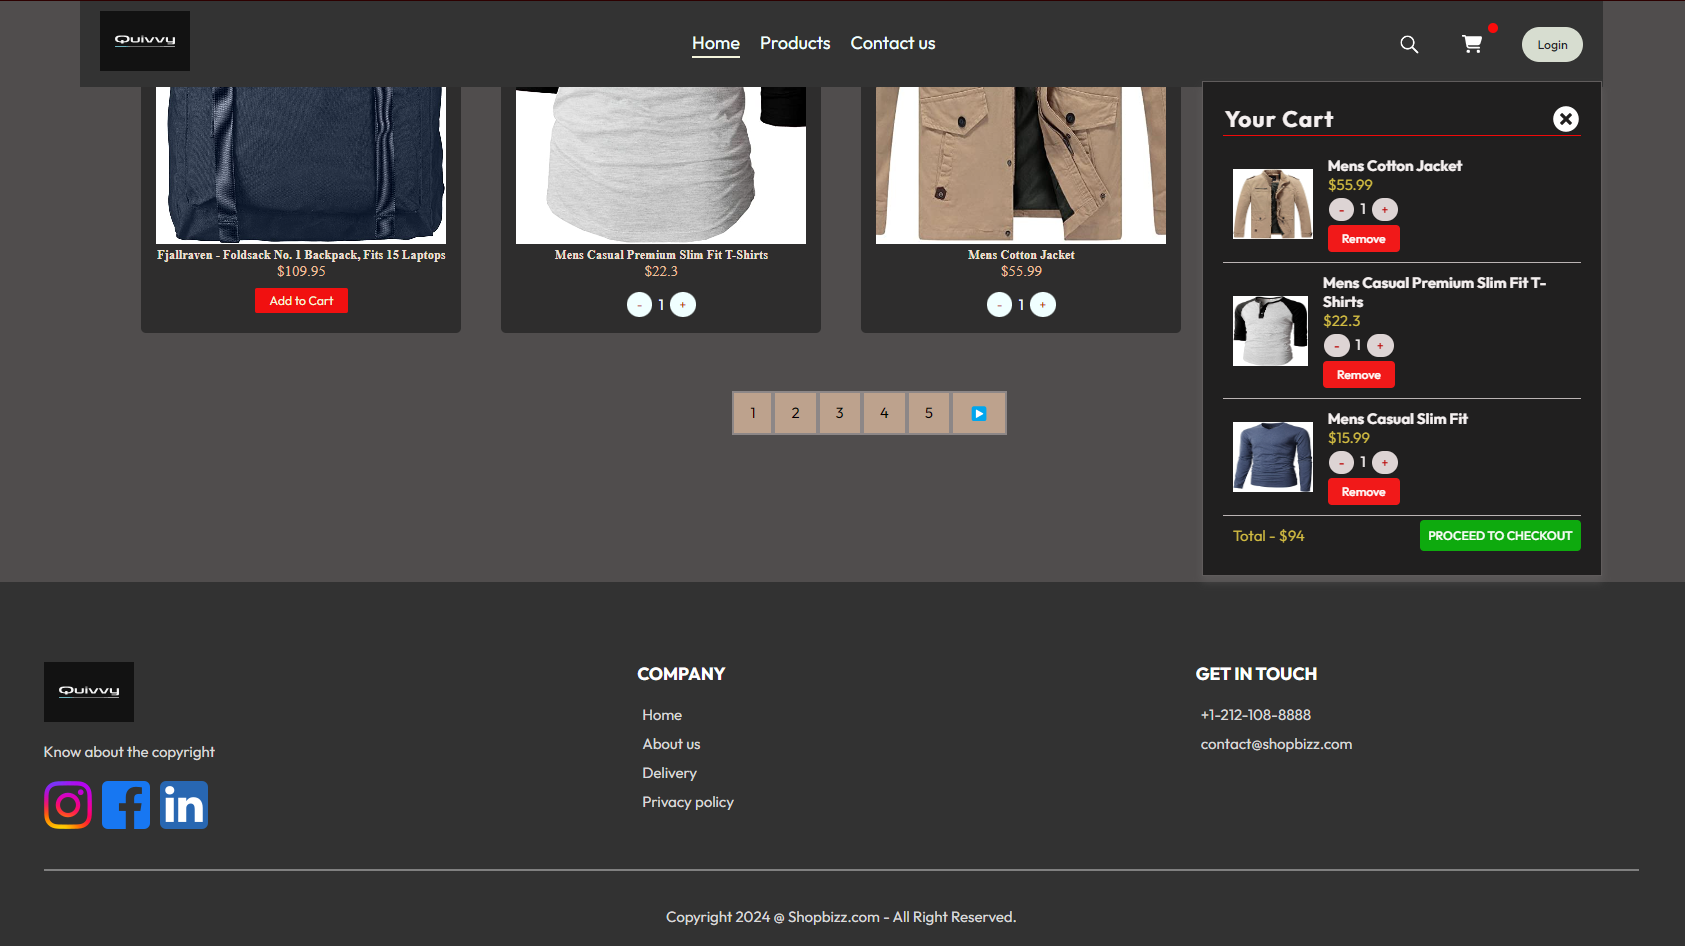 Quivvy
Home Products Contact us
Login
Fjallraven - Foldsack No. 1 Backpack, Fits 15 Laptops
$109.95
Add to Cart
Mens Casual Premium Slim Fit T-Shirts
$22.3
- 1 +
Mens Cotton Jacket
$55.99
- 1 +
Your Cart
Mens Cotton Jacket
$55.99
- 1 +
Remove
Mens Casual Premium Slim Fit T-
Shirts
$22.3
- 1 +
Remove
Mens Casual Slim Fit
$15.99
- 1 +
Remove
Total - $94
PROCEED TO CHECKOUT
1 2 3 4 5
Quivvy
Know about the copyright
in
COMPANY
Home
About us
Delivery
Privacy policy
GET IN TOUCH
+1-212-108-8888
contact@shopbizz.com
Copyright 2024 @ Shopbizz.com - All Right Reserved.